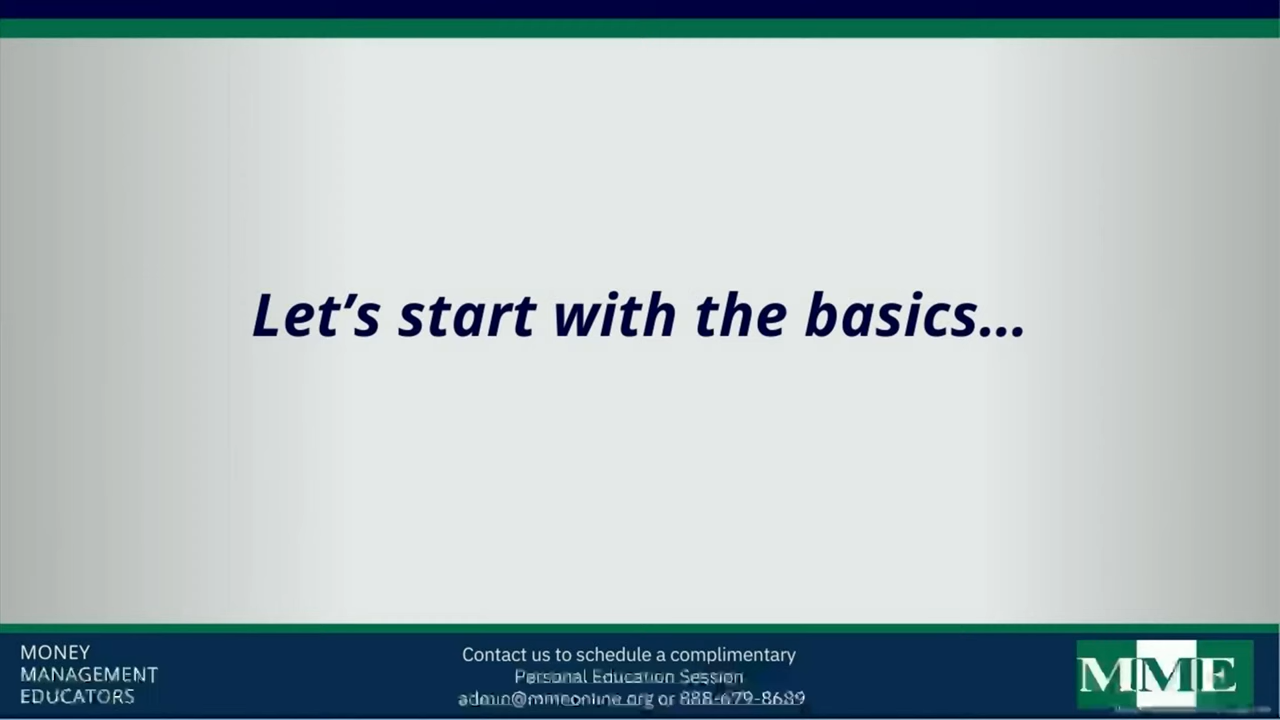 Let's start with the basics...
MONEY
MANAGEMENT
EDUCATORS
Contact us to schedule a complimentary
Personal Education Session
admin@mmeonline.org or 888-679-8689
MME